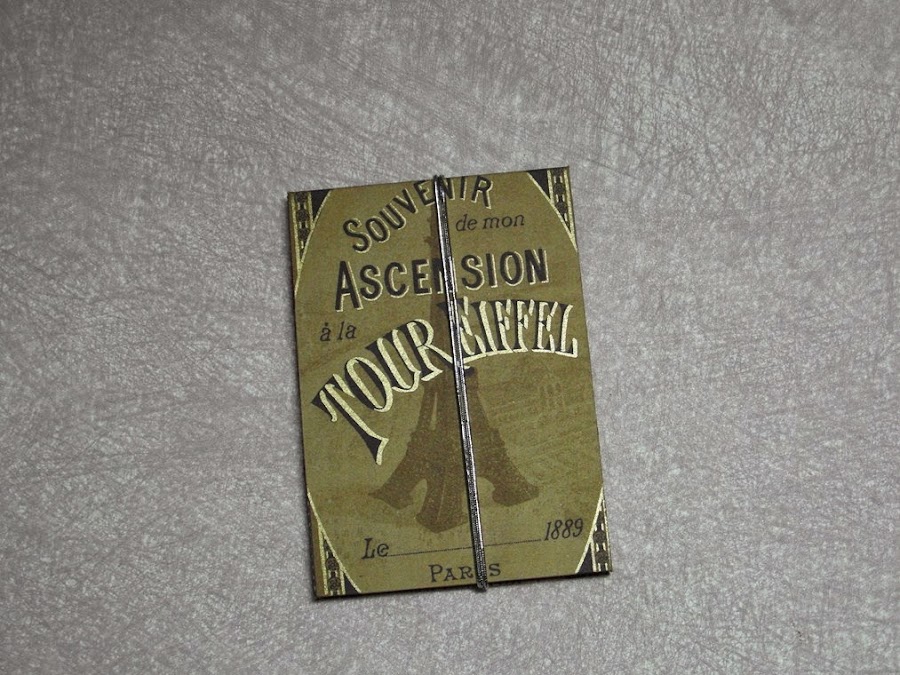 SOUVENIR
de mon
ASCENSION
à la
TOUR EIFFEL
Le 1889
PARIS